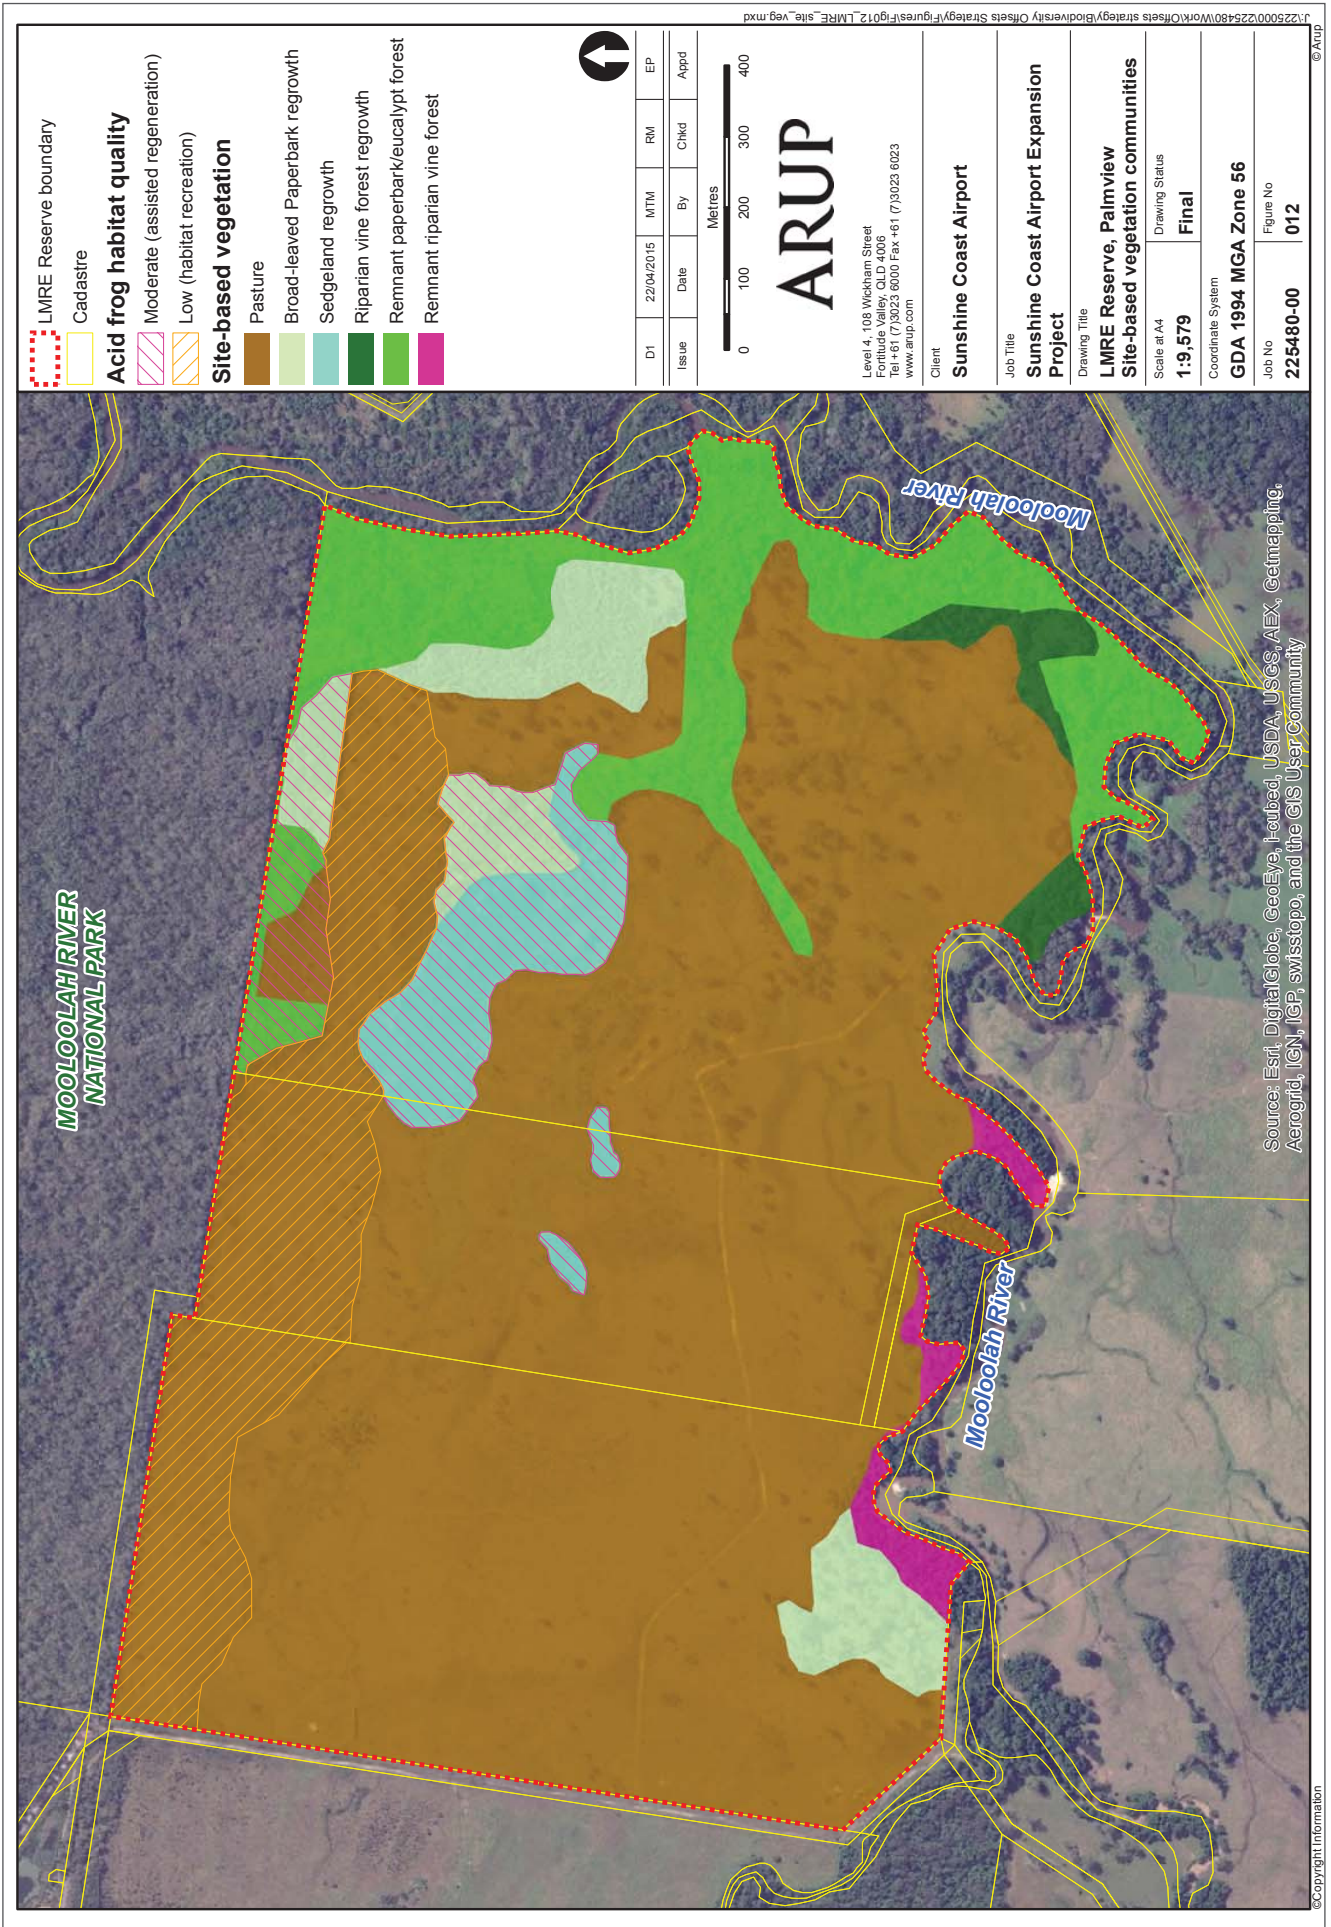 J:\225000\225480\Work\Offsets strategy\Biodiversity Offsets Strategy\Figures\Fig012_LMRE_site_veg.mxd
MOOLOOLAH RIVER
NATIONAL PARK
Mooloolah River
Mooloolah River
Source: Esri, DigitalGlobe, GeoEye, i-cubed, USDA, USGS, AEX, Getmapping,
Aerogrid, IGN, IGP, swisstopo, and the GIS User Community
LMRE Reserve boundary
Cadastre
Acid frog habitat quality
Moderate (assisted regeneration)
Low (habitat recreation)
Site-based vegetation
Pasture
Broad-leaved Paperbark regrowth
Sedgeland regrowth
Riparian vine forest regrowth
Remnant paperbark/eucalypt forest
Remnant riparian vine forest
D1 22/04/2015 MTM RM EP
Issue Date By Chkd Appd
Metres
0 100 200 300 400
ARUP
Level 4, 108 Wickham Street
Fortitude Valley, QLD 4006
Tel +61 (7)3023 6000 Fax +61 (7)3023 6023
www.arup.com
Client
Sunshine Coast Airport
Job Title
Sunshine Coast Airport Expansion
Project
Drawing Title
LMRE Reserve, Palmview
Site-based vegetation communities
Scale at A4 Drawing Status
1:9,579 Final
Coordinate System
GDA 1994 MGA Zone 56
Job No Figure No
225480-00 012
©Copyright Information
© Arup